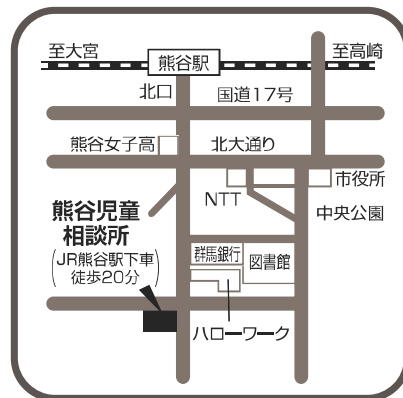 至大宮
熊谷駅
至高崎
北口
国道17号
熊谷女子高
北大通り
NTT
市役所
中央公園
熊谷児童
相談所
(JR熊谷駅下車
徒歩20分)
群馬銀行
図書館
ハローワーク